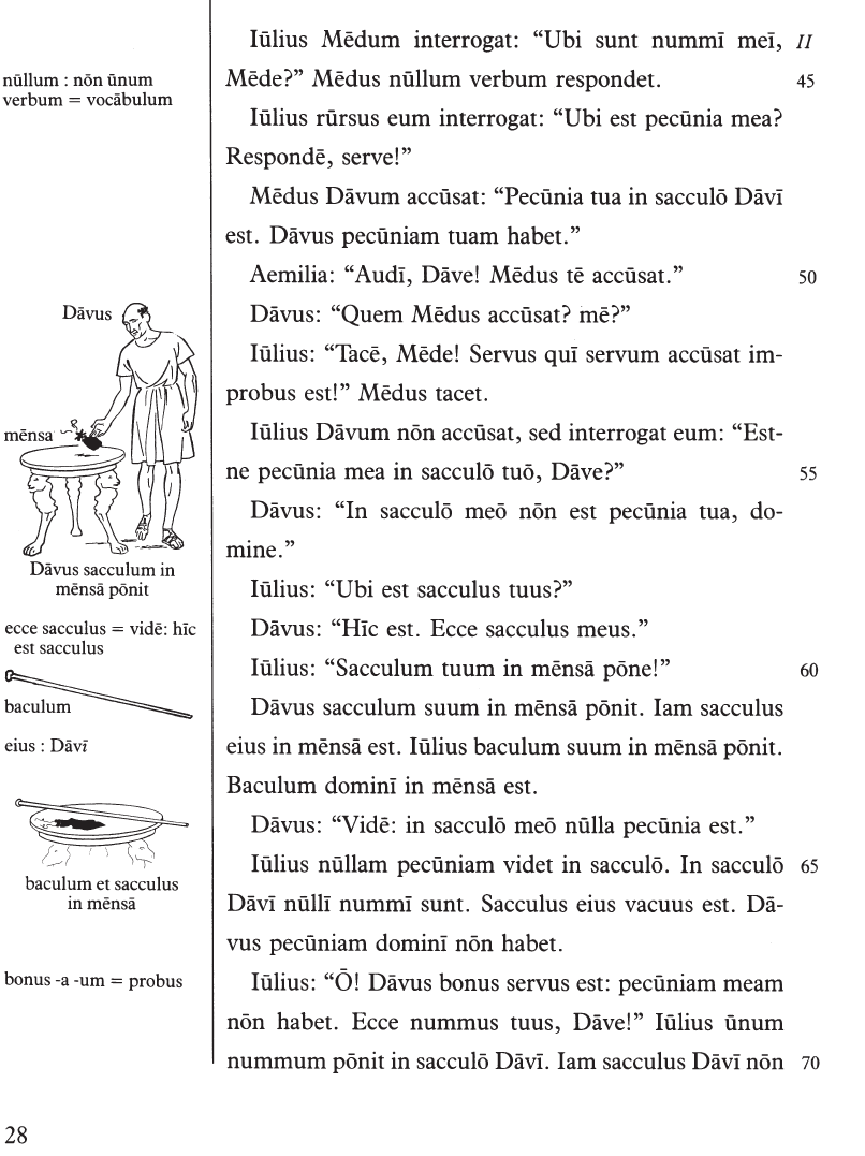 Iūlius Mēdum interrogat: “Ubi sunt nummī meī, II
nūllum : nōn ūnum
verbum = vocābulum
Mēde?” Mēdus nūllum verbum respondet. 45
Iūlius rūrsus eum interrogat: “Ubi est pecūnia mea?
Respondē, serve!”
Mēdus Dāvum accūsat: “Pecūnia tua in sacculō Dāvī
est. Dāvus pecūniam tuam habet.”
Aemilia: “Audī, Dāve! Mēdus tē accūsat.” 50
Dāvus: “Quem Mēdus accūsat? mē?”
Iūlius: “Tacē, Mēde! Servus quī servum accūsat im-
probus est!” Mēdus tacet.
Iūlius Dāvum nōn accūsat, sed interrogat eum: “Est-
ne pecūnia mea in sacculō tuō, Dāve?” 55
Dāvus: “In sacculō meō nōn est pecūnia tua, do-
mine.”
Dāvus
mēnsa
Dāvus sacculum in
mēnsā pōnit
Iūlius: “Ubi est sacculus tuus?”
ecce sacculus = vidē: hīc
est sacculus
Dāvus: “Hīc est. Ecce sacculus meus.”
Iūlius: “Sacculum tuum in mēnsā pōne!” 60
baculum
Dāvus sacculum suum in mēnsā pōnit. Iam sacculus
eius : Dāvī
eius in mēnsā est. Iūlius baculum suum in mēnsā pōnit.
Baculum dominī in mēnsā est.
Dāvus: “Vidē: in sacculō meō nūlla pecūnia est.”
Iūlius nūllam pecūniam videt in sacculō. In sacculō 65
baculum et sacculus
in mēnsā
Dāvī nūllī nummī sunt. Sacculus eius vacuus est. Dā-
vus pecūniam dominī nōn habet.
bonus -a -um = probus
Iūlius: “Ō! Dāvus bonus servus est: pecūniam meam
nōn habet. Ecce nummus tuus, Dāve!” Iūlius ūnum
nummum pōnit in sacculō Dāvī. Iam sacculus Dāvī nōn 70
28